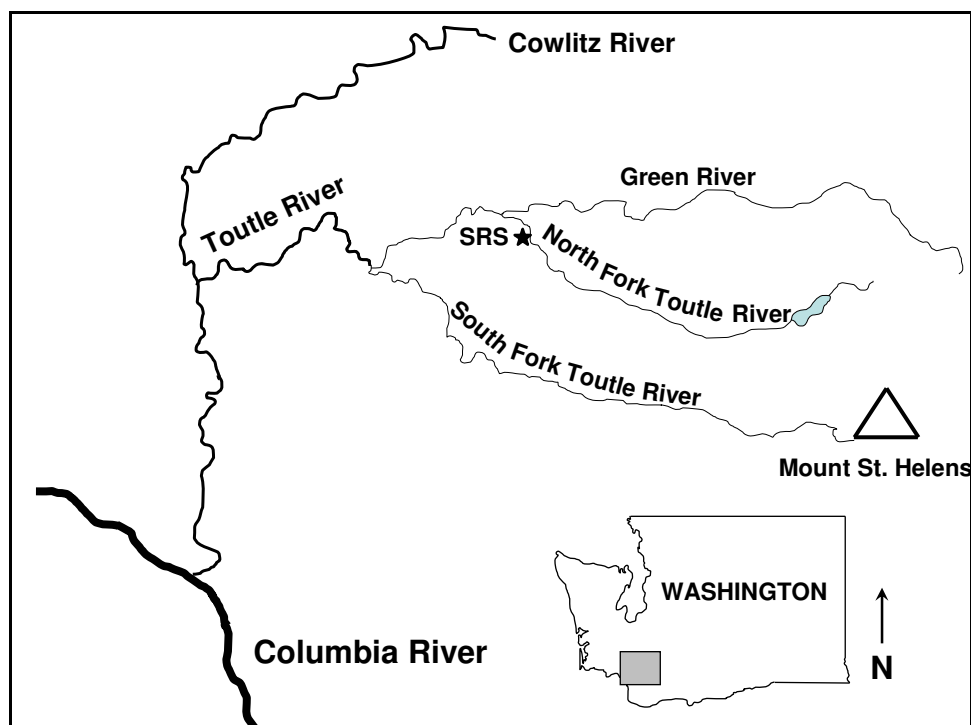 Cowlitz River
Green River
Toutle River
SRS
North Fork Toutle River
South Fork Toutle River
Mount St. Helens
WASHINGTON
Columbia River
N